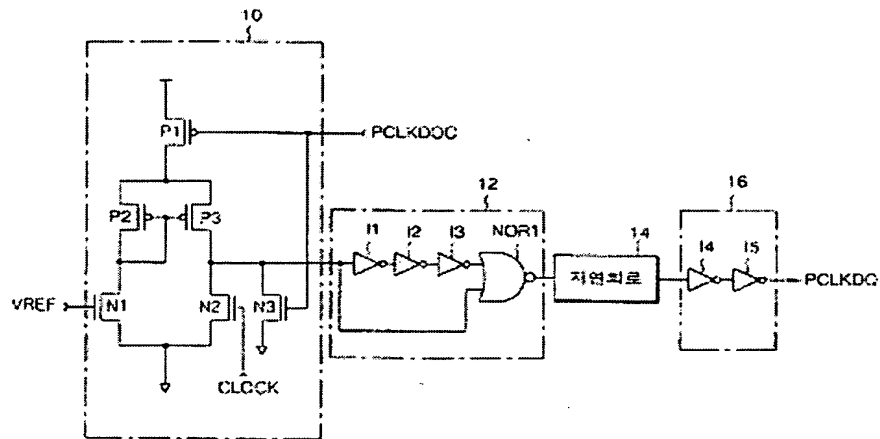 10
P1
PCLKDOC
P2
P3
VREF
N1
N2
N3
CLOCK
12
I1
I2
I3
NOR1
14
지연회로
16
I4
I5
PCLKDO